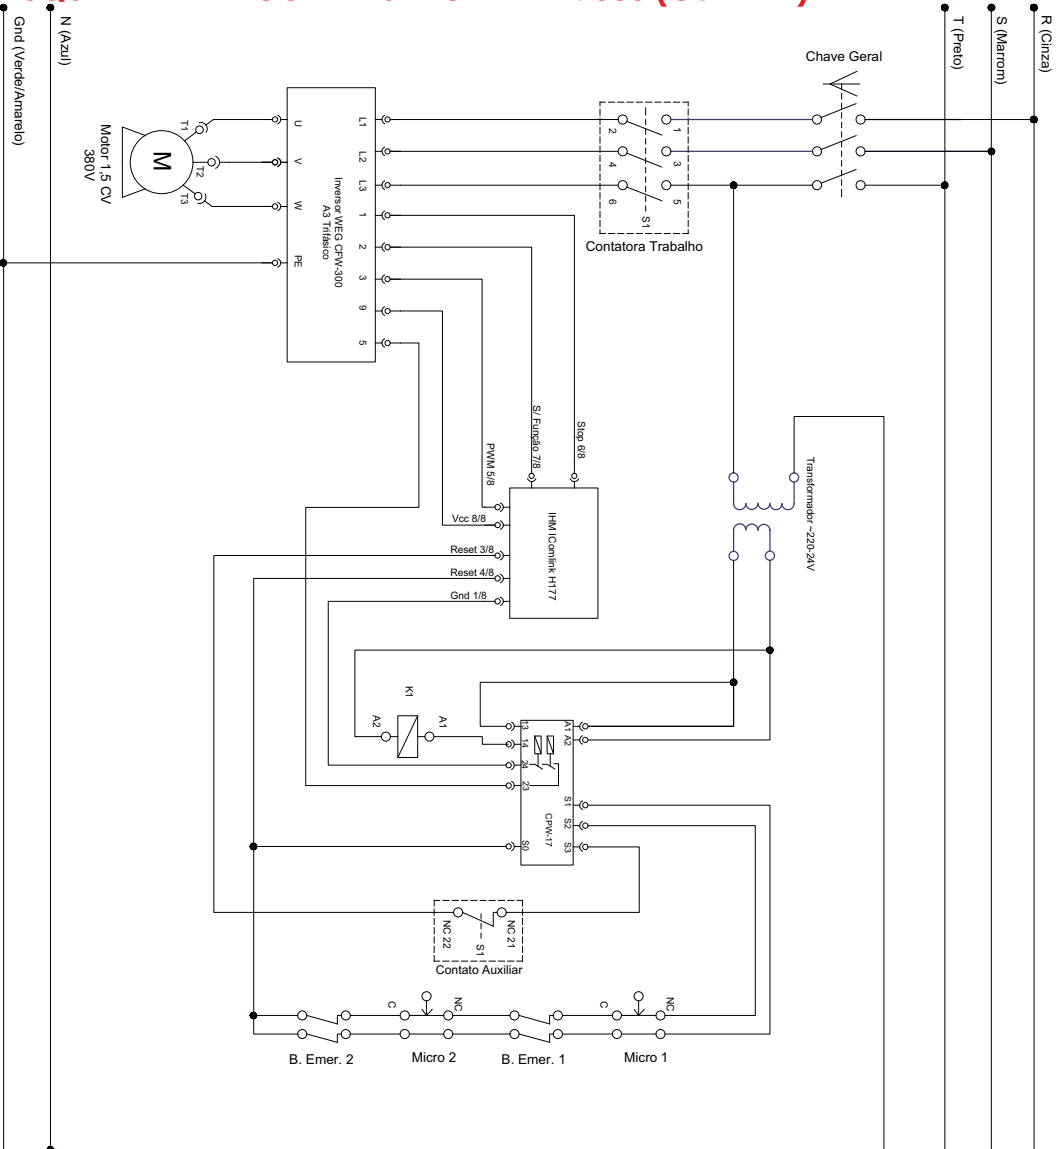 Gnd (Verde/Amarelo)
N (Azul)
T (Preto)
S (Marrom)
R (Cinza)
Chave Geral
T1
T2
T3
M
Motor 1,5 CV
380V
U
V
W
PE
Inversor WEG CFW-300
A3 Trifásico
L1
L2
L3
1
2
3
9
5
2
4
6
1
3
5
S1
Contatora Trabalho
Transformador ~220-24V
Stop 6/8
S/ Função 7/8
PWM 5/8
Vcc 8/8
Reset 3/8
Reset 4/8
Gnd 1/8
IHM IComlink H177
K1
A2
A1
13
14
24
23
S0
A1
A2
S1
S2
S3
CPW-17
NC 22
NC 21
S1
Contato Auxiliar
C
NC
C
NC
B. Emer. 2
Micro 2
B. Emer. 1
Micro 1